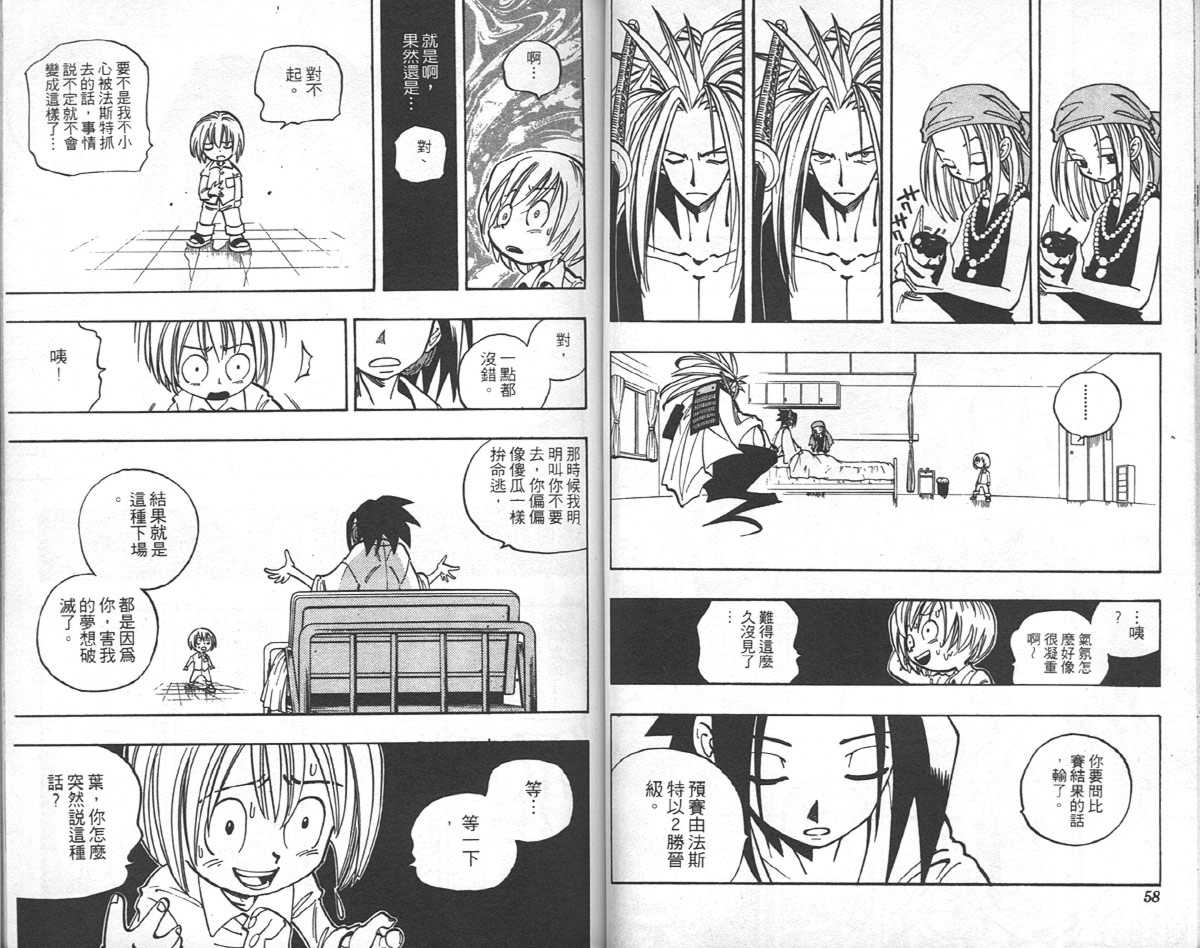 キュッ
キュッ
………
…咦
?
氣氛怎
麼好像
很凝重
啊～
難得這麼
久沒見了
…
你要問比
賽結果的話
，輸了。
預賽由法斯
特以2勝晉
級。
58
啊…
就是啊，
果然還是…
對、
對不
起。
要不是我不小
心被法斯特抓
去的話，事情
說不定就不會
變成這樣了…
對，
一點都
沒錯。
咦！
那時候我明
明叫你不要
去，你偏偏
像傻瓜一樣
拚命逃，
結果就是
這種下場
。
都是因為
你，害我
的夢想破
滅了。
等…
等一下
，
葉，你怎麼
突然說這種
話？